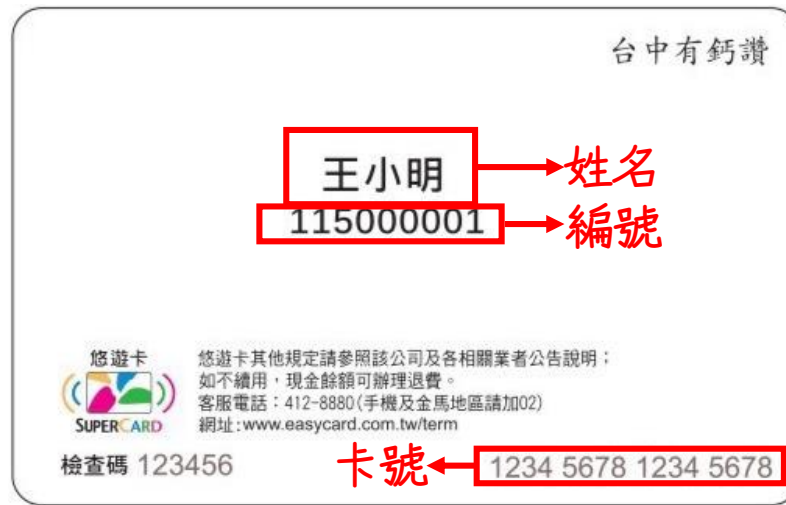 台中有鈣讚
王小明 姓名
115000001 編號
悠遊卡
SUPERCARD
悠遊卡其他規定請參照該公司及各相關業者公告說明；
如不續用，現金餘額可辦理退費。
客服電話：412-8880(手機及金馬地區請加02)
網址:www.easycard.com.tw/term
檢查碼 123456
卡號 1234 5678 1234 5678